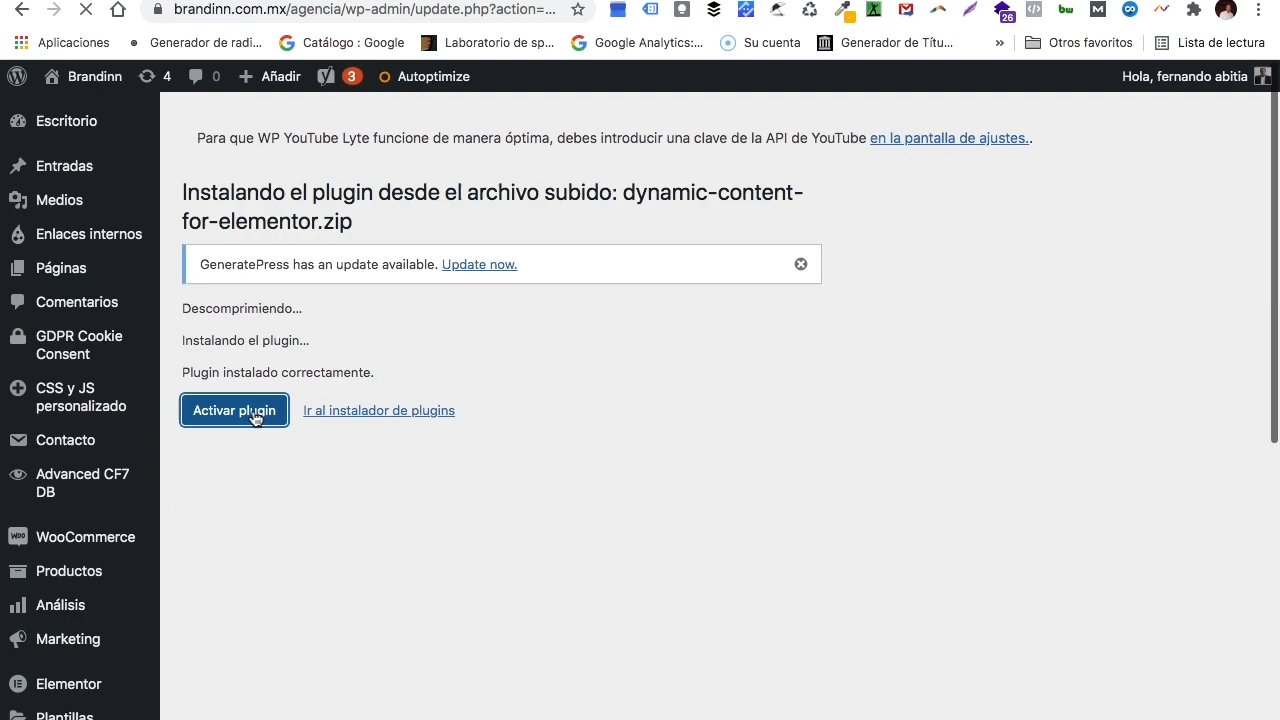 brandinn.com.mx/agencia/wp-admin/update.php?action=...
26
bw
M
Aplicaciones
Generador de radi...
Catálogo : Google
Laboratorio de sp...
Google Analytics:...
Su cuenta
Generador de Títu...
»
Otros favoritos
Lista de lectura
Brandinn
4
0
Añadir
3
Autoptimize
Hola, fernando abitia
Escritorio
Entradas
Medios
Enlaces internos
Páginas
Comentarios
GDPR Cookie
Consent
CSS y JS
personalizado
Contacto
Advanced CF7
DB
WooCommerce
Productos
Análisis
Marketing
Elementor
Plantillas
Para que WP YouTube Lyte funcione de manera óptima, debes introducir una clave de la API de YouTube en la pantalla de ajustes..
Instalando el plugin desde el archivo subido: dynamic-content-
for-elementor.zip
GeneratePress has an update available. Update now.
Descomprimiendo...
Instalando el plugin...
Plugin instalado correctamente.
Activar plugin
Ir al instalador de plugins